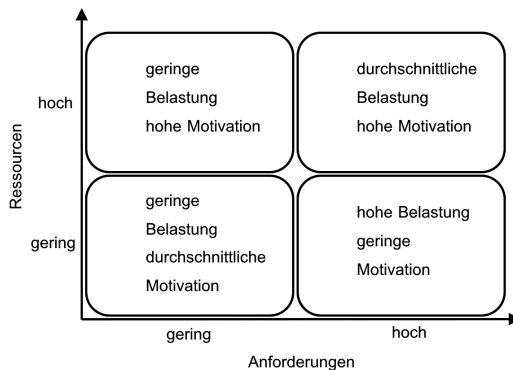 Ressourcen
hoch
gering
geringe
Belastung
hohe Motivation
durchschnittliche
Belastung
hohe Motivation
geringe
Belastung
durchschnittliche
Motivation
hohe Belastung
geringe
Motivation
gering
hoch
Anforderungen